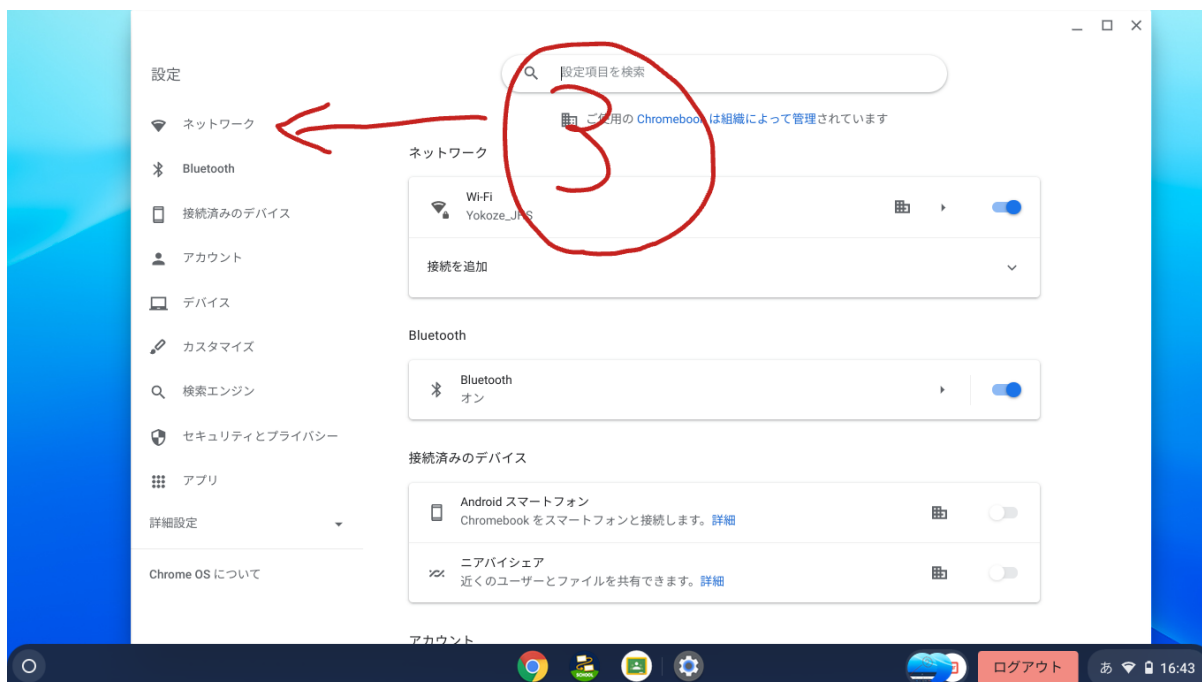 設定
設定項目を検索
3
ご使用の Chromebook は組織によって管理されています
ネットワーク
Bluetooth
接続済みのデバイス
アカウント
デバイス
カスタマイズ
検索エンジン
セキュリティとプライバシー
アプリ
詳細設定
Chrome OS について
ネットワーク
Wi-Fi
Yokoze_JHS
接続を追加
Bluetooth
Bluetooth
オン
接続済みのデバイス
Android スマートフォン
Chromebook をスマートフォンと接続します。詳細
ニアバイシェア
近くのユーザーとファイルを共有できます。詳細
アカウント
SCHOOL
ログアウト
あ 16:43